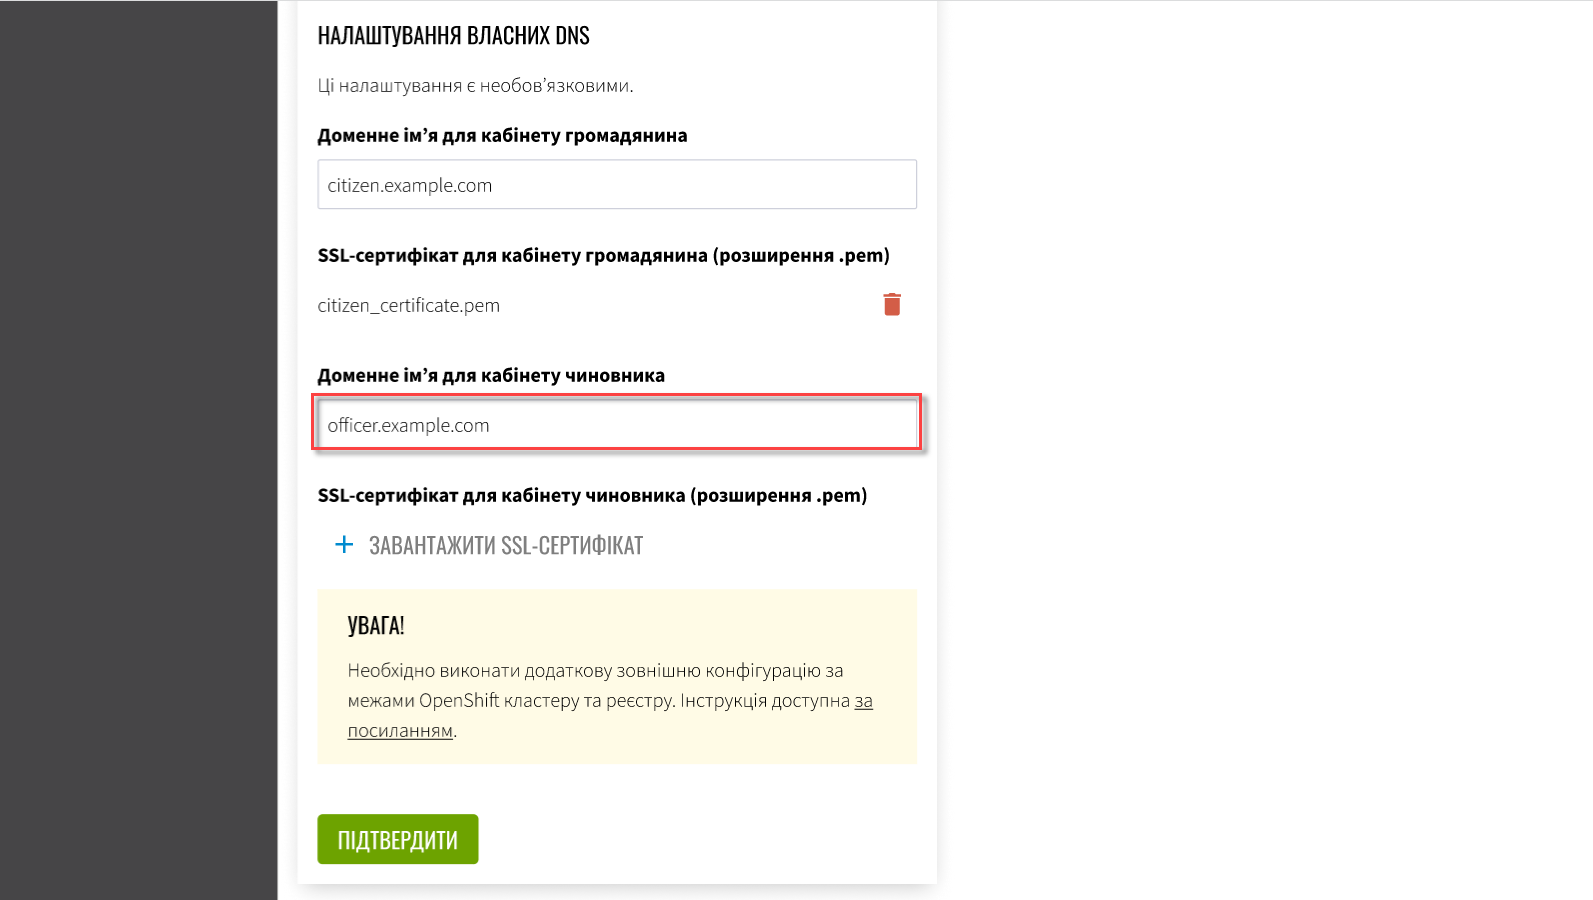 НАЛАШТУВАННЯ ВЛАСНИХ DNS
Ці налаштування є необов’язковими.
Доменне ім’я для кабінету громадянина
citizen.example.com
SSL-сертифікат для кабінету громадянина (розширення .pem)
citizen_certificate.pem
Доменне ім’я для кабінету чиновника
officer.example.com
SSL-сертифікат для кабінету чиновника (розширення .pem)
ЗАВАНТАЖИТИ SSL-СЕРТИФІКАТ
УВАГА!
Необхідно виконати додаткову зовнішню конфігурацію за
межами OpenShift кластеру та реєстру. Інструкція доступна за
посиланням.
ПІДТВЕРДИТИ